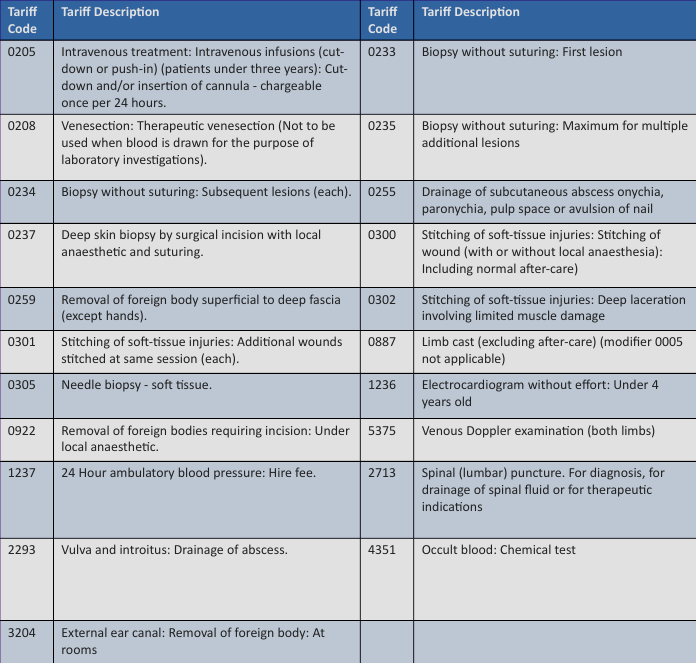 Tariff Code Tariff Description Tariff Code Tariff Description
0205 Intravenous treatment: Intravenous infusions (cut-
down or push-in) (patients under three years): Cut-
down and/or insertion of cannula - chargeable
once per 24 hours.
0233 Biopsy without suturing: First lesion
0208 Venesection: Therapeutic venesection (Not to be
used when blood is drawn for the purpose of
laboratory investigations).
0235 Biopsy without suturing: Maximum for multiple
additional lesions
0234 Biopsy without suturing: Subsequent lesions (each).
0255 Drainage of subcutaneous abscess onychia,
paronychia, pulp space or avulsion of nail
0237 Deep skin biopsy by surgical incision with local
anaesthetic and suturing.
0300 Stitching of soft-tissue injuries: Stitching of
wound (with or without local anaesthesia):
Including normal after-care)
0259 Removal of foreign body superficial to deep fascia
(except hands).
0302 Stitching of soft-tissue injuries: Deep laceration
involving limited muscle damage
0301 Stitching of soft-tissue injuries: Additional wounds
stitched at same session (each).
0887 Limb cast (excluding after-care) (modifier 0005
not applicable)
0305 Needle biopsy - soft tissue.
1236 Electrocardiogram without effort: Under 4
years old
0922 Removal of foreign bodies requiring incision: Under
local anaesthetic.
5375 Venous Doppler examination (both limbs)
1237 24 Hour ambulatory blood pressure: Hire fee.
2713 Spinal (lumbar) puncture. For diagnosis, for
drainage of spinal fluid or for therapeutic
indications
2293 Vulva and introitus: Drainage of abscess.
4351 Occult blood: Chemical test
3204 External ear canal: Removal of foreign body: At
rooms